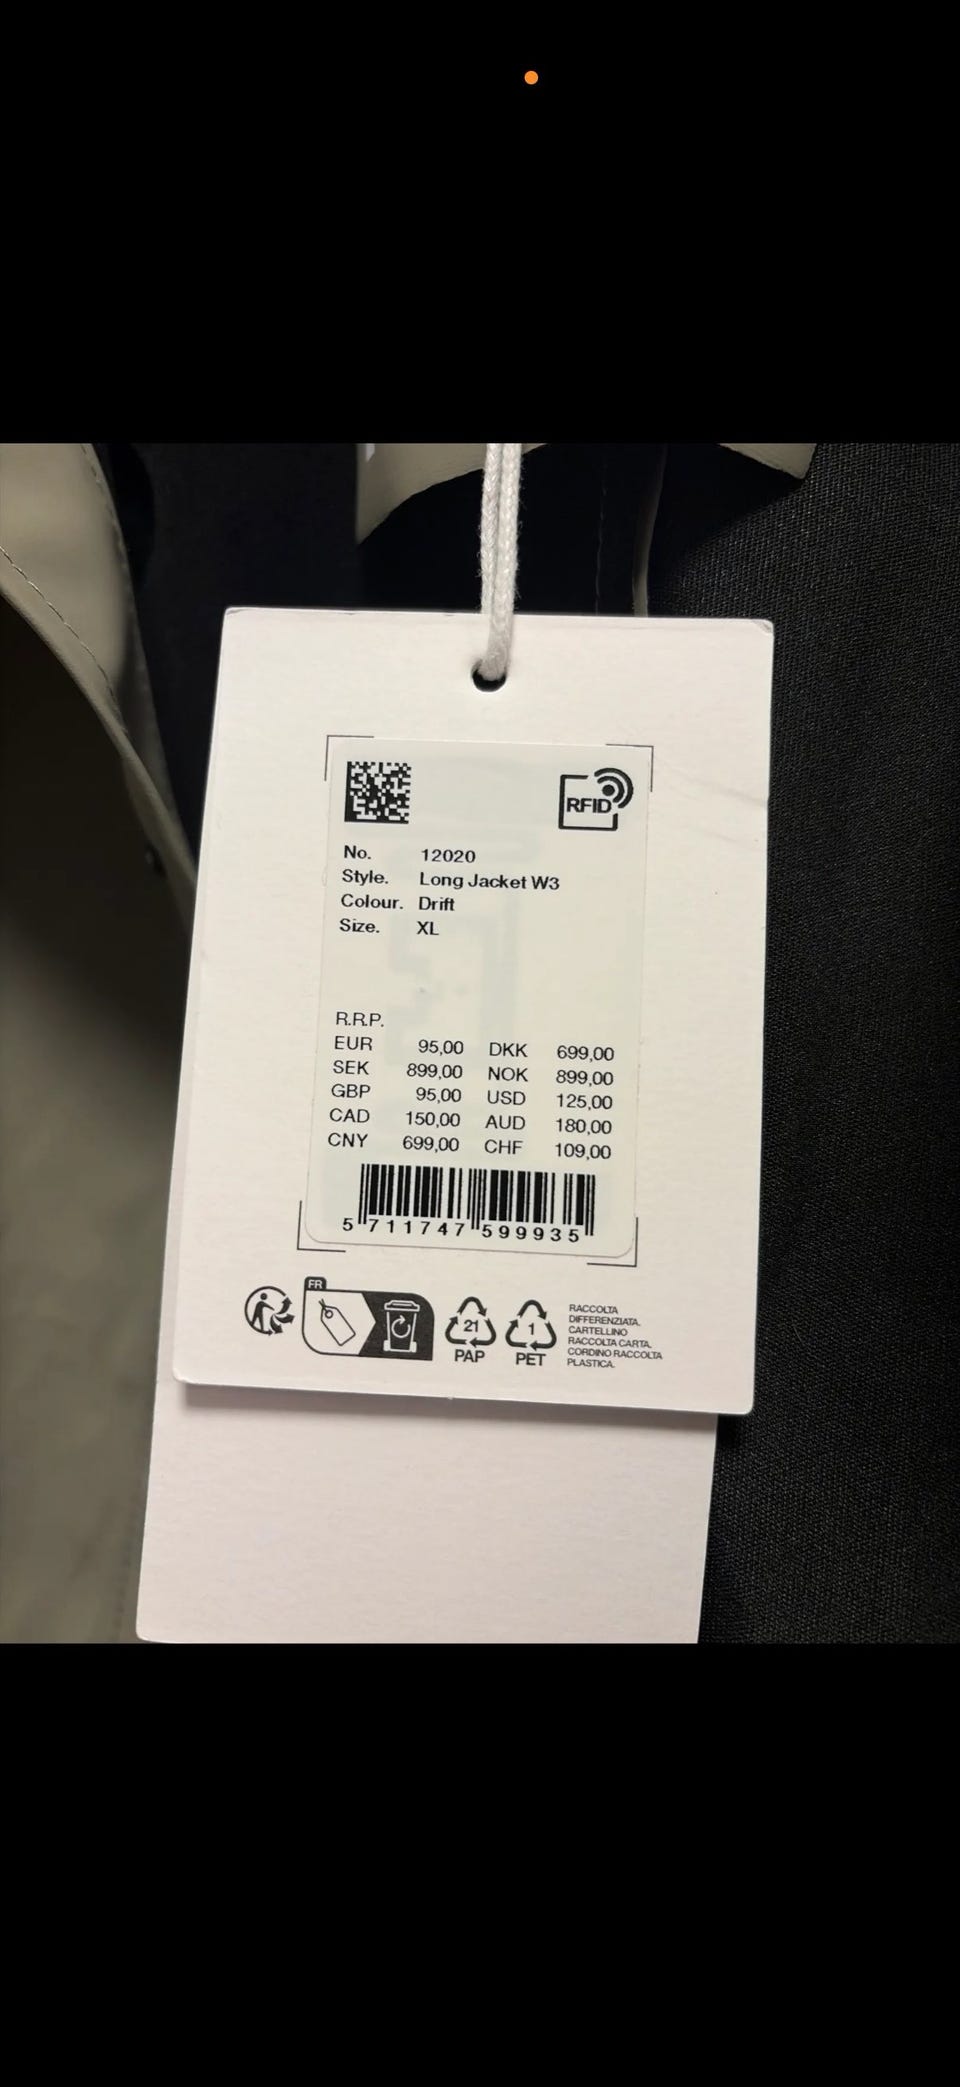 RFID
No. 12020
Style. Long Jacket W3
Colour. Drift
Size. XL
R.R.P.
EUR 95,00 DKK 699,00
SEK 899,00 NOK 899,00
GBP 95,00 USD 125,00
CAD 150,00 AUD 180,00
CNY 699,00 CHF 109,00
5 711747 599935
FR
21
PAP
1
PET
RACCOLTA
DIFFERENZIATA.
CARTELLINO
RACCOLTA CARTA.
CORDINO RACCOLTA
PLASTICA.